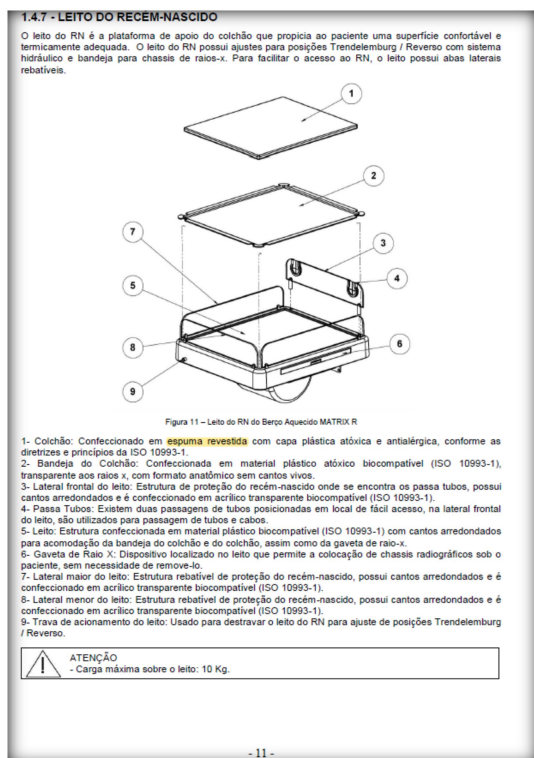 1.4.7 - LEITO DO RECÉM-NASCIDO
O leito do RN é a plataforma de apoio do colchão que propicia ao paciente uma superfície confortável e
termicamente adequada. O leito do RN possui ajustes para posições Trendelemburg / Reverso com sistema
hidráulico e bandeja para chassis de raios-x. Para facilitar o acesso ao RN, o leito possui abas laterais
rebatíveis.
1
2
7
3
5
4
6
8
9
Figura 11 – Leito do RN do Berço Aquecido MATRIX R
1- Colchão: Confeccionado em espuma revestida com capa plástica atóxica e antialérgica, conforme as
diretrizes e princípios da ISO 10993-1.
2- Bandeja do Colchão: Confeccionada em material plástico atóxico biocompatível (ISO 10993-1),
transparente aos raios x, com formato anatômico sem cantos vivos.
3- Lateral frontal do leito: Estrutura de proteção do recém-nascido onde se encontra os passa tubos, possui
cantos arredondados e é confeccionado em acrílico transparente biocompatível (ISO 10993-1).
4- Passa Tubos: Existem duas passagens de tubos posicionadas em local de fácil acesso, na lateral frontal
do leito, são utilizados para passagem de tubos e cabos.
5- Leito: Estrutura confeccionada em material plástico biocompatível (ISO 10993-1) com cantos arredondados
para acomodação da bandeja do colchão e do colchão, assim como da gaveta de raio-x.
6- Gaveta de Raio X: Dispositivo localizado no leito que permite a colocação de chassis radiográficos sob o
paciente, sem necessidade de remove-lo.
7- Lateral maior do leito: Estrutura rebatível de proteção do recém-nascido, possui cantos arredondados e é
confeccionado em acrílico transparente biocompatível (ISO 10993-1).
8- Lateral menor do leito: Estrutura rebatível de proteção do recém-nascido, possui cantos arredondados e é
confeccionado em acrílico transparente biocompatível (ISO 10993-1).
9- Trava de acionamento do leito: Usado para destravar o leito do RN para ajuste de posições Trendelemburg
/ Reverso.
ATENÇÃO
- Carga máxima sobre o leito: 10 Kg.
- 11 -